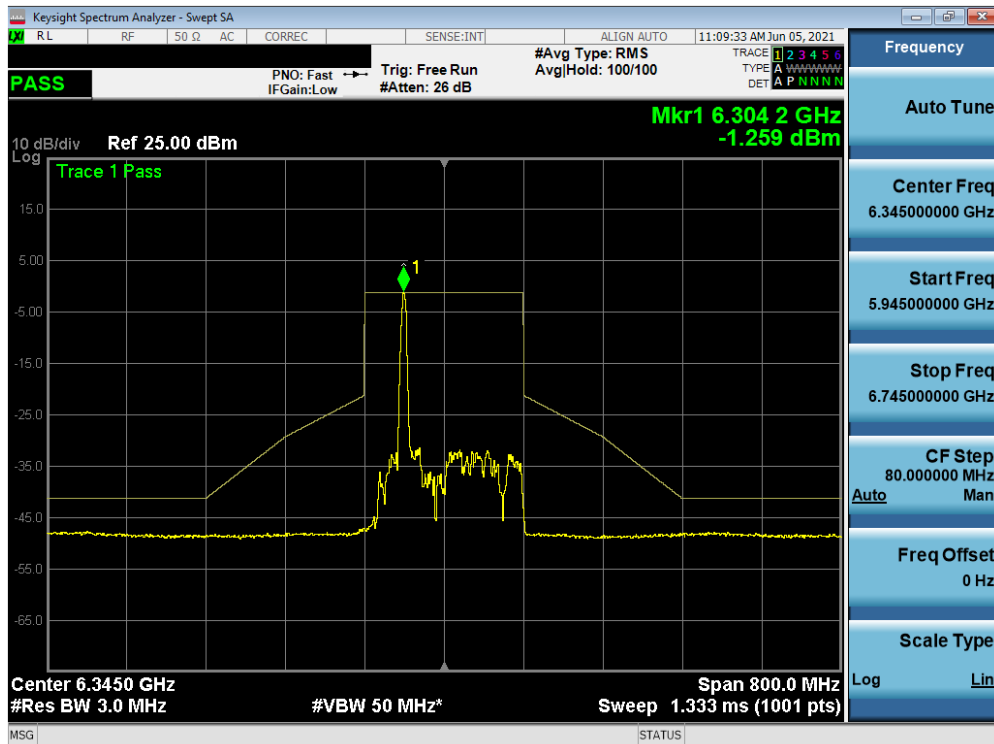 Keysight Spectrum Analyzer - Swept SA
LXI RL RF 50 Ω AC CORREC SENSE:INT ALIGN AUTO 11:09:33 AM Jun 05, 2021
PASS
PNO: Fast
IFGain:Low
Trig: Free Run
#Atten: 26 dB
#Avg Type: RMS
Avg|Hold: 100/100
TRACE 1 2 3 4 5 6
TYPE A WWWWW
DET A P N N N N
Mkr1 6.304 2 GHz
-1.259 dBm
10 dB/div Ref 25.00 dBm
Log
Trace 1 Pass
15.0
5.00
1
-5.00
-15.0
-25.0
-35.0
-45.0
-55.0
-65.0
Center 6.3450 GHz Span 800.0 MHz
#Res BW 3.0 MHz #VBW 50 MHz* Sweep 1.333 ms (1001 pts)
MSG STATUS
Frequency
Auto Tune
Center Freq
6.345000000 GHz
Start Freq
5.945000000 GHz
Stop Freq
6.745000000 GHz
CF Step
80.000000 MHz
Auto Man
Freq Offset
0 Hz
Scale Type
Log Lin